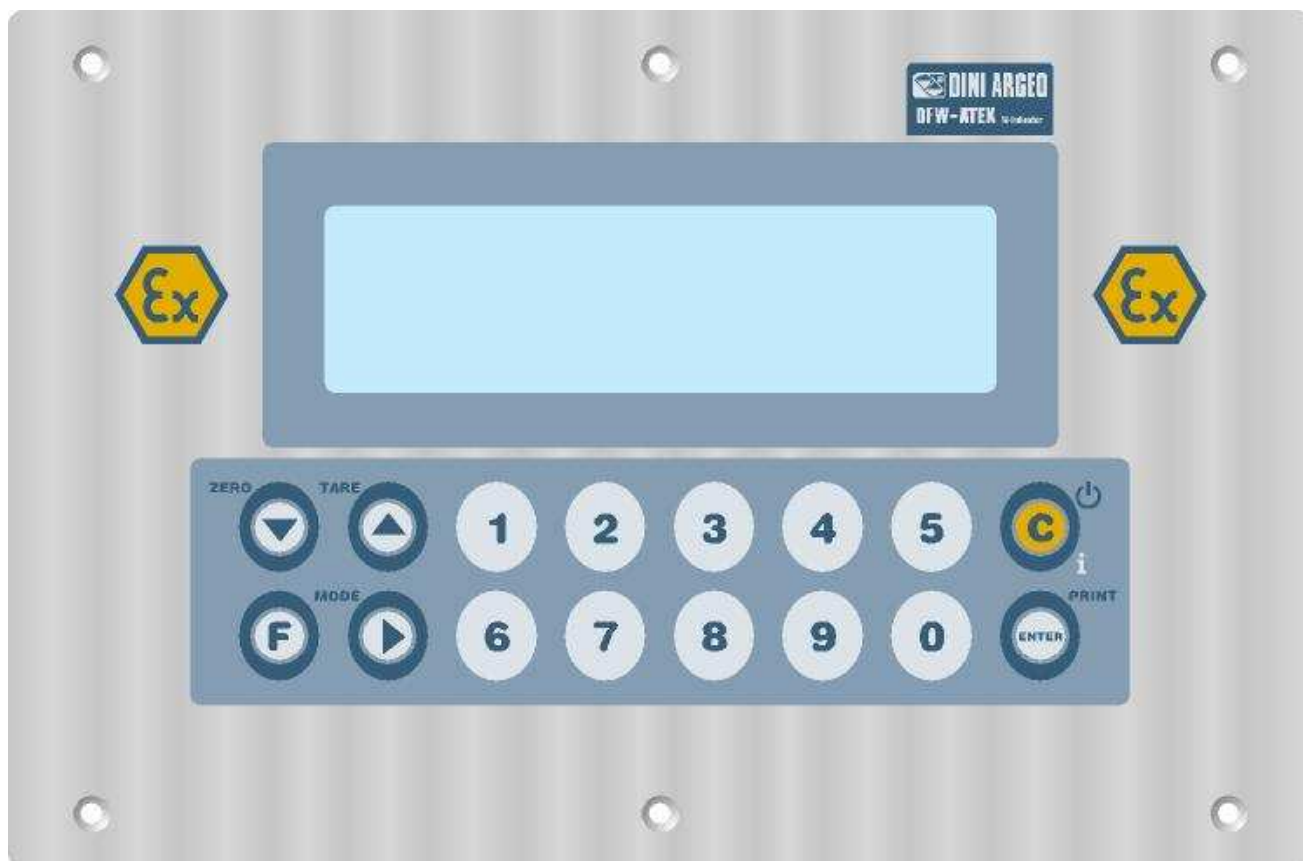 DINI ARGEO
DFW-ATEX
Ex
Ex
ZERO TARE
1 2 3 4 5 C
i
MODE PRINT
F 6 7 8 9 0 ENTER